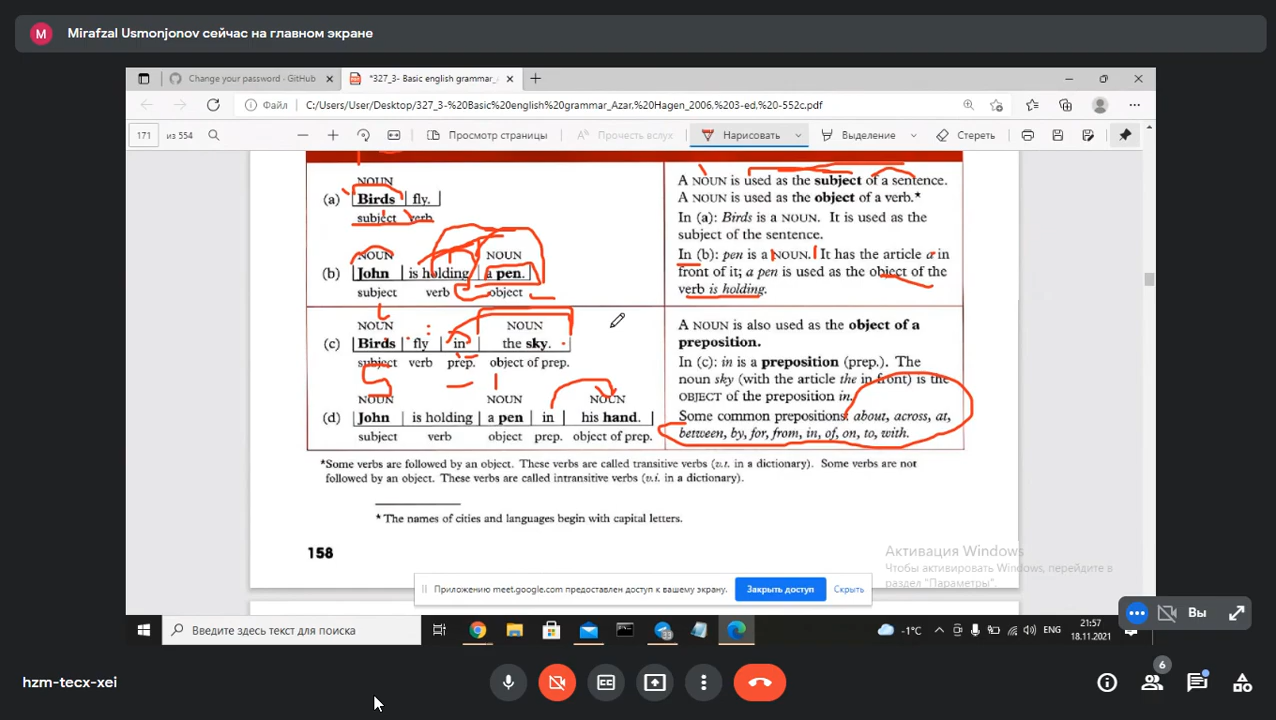 M Mirafzal Usmonjonov сейчас на главном экране
Change your password · GitHub
*327_3- Basic english grammar_
Файл C:/Users/User/Desktop/327_3-%20Basic%20english%20grammar_Azar,%20Hagen_2006.%203-ed,%20-552c.pdf
171 из 554 Просмотр страницы Прочесть вслух Нарисовать Выделение Стереть
NOUN
(a) Birds fly.
subject verb
NOUN NOUN
(b) John is holding a pen.
subject verb object
A NOUN is used as the subject of a sentence.
A NOUN is used as the object of a verb.*
In (a): Birds is a NOUN. It is used as the
subject of the sentence.
In (b): pen is a NOUN. It has the article a in
front of it; a pen is used as the object of the
verb is holding.
NOUN NOUN
(c) Birds fly in the sky.
subject verb prep. object of prep.
NOUN NOUN NOUN
(d) John is holding a pen in his hand.
subject verb object prep. object of prep.
A NOUN is also used as the object of a
preposition.
In (c): in is a preposition (prep.). The
noun sky (with the article the in front) is the
OBJECT of the preposition in.
Some common prepositions: about, across, at,
between, by, for, from, in, of, on, to, with.
*Some verbs are followed by an object. These verbs are called transitive verbs (v.t. in a dictionary). Some verbs are not
followed by an object. These verbs are called intransitive verbs (v.i. in a dictionary).
* The names of cities and languages begin with capital letters.
158
Активация Windows
Чтобы активировать Windows, перейдите в
раздел "Параметры".
Приложению meet.google.com предоставлен доступ к вашему экрану. Закрыть доступ Скрыть
Вы
Введите здесь текст для поиска
-1°C
ENG
21:57
18.11.2021
hzm-tecx-xei
6